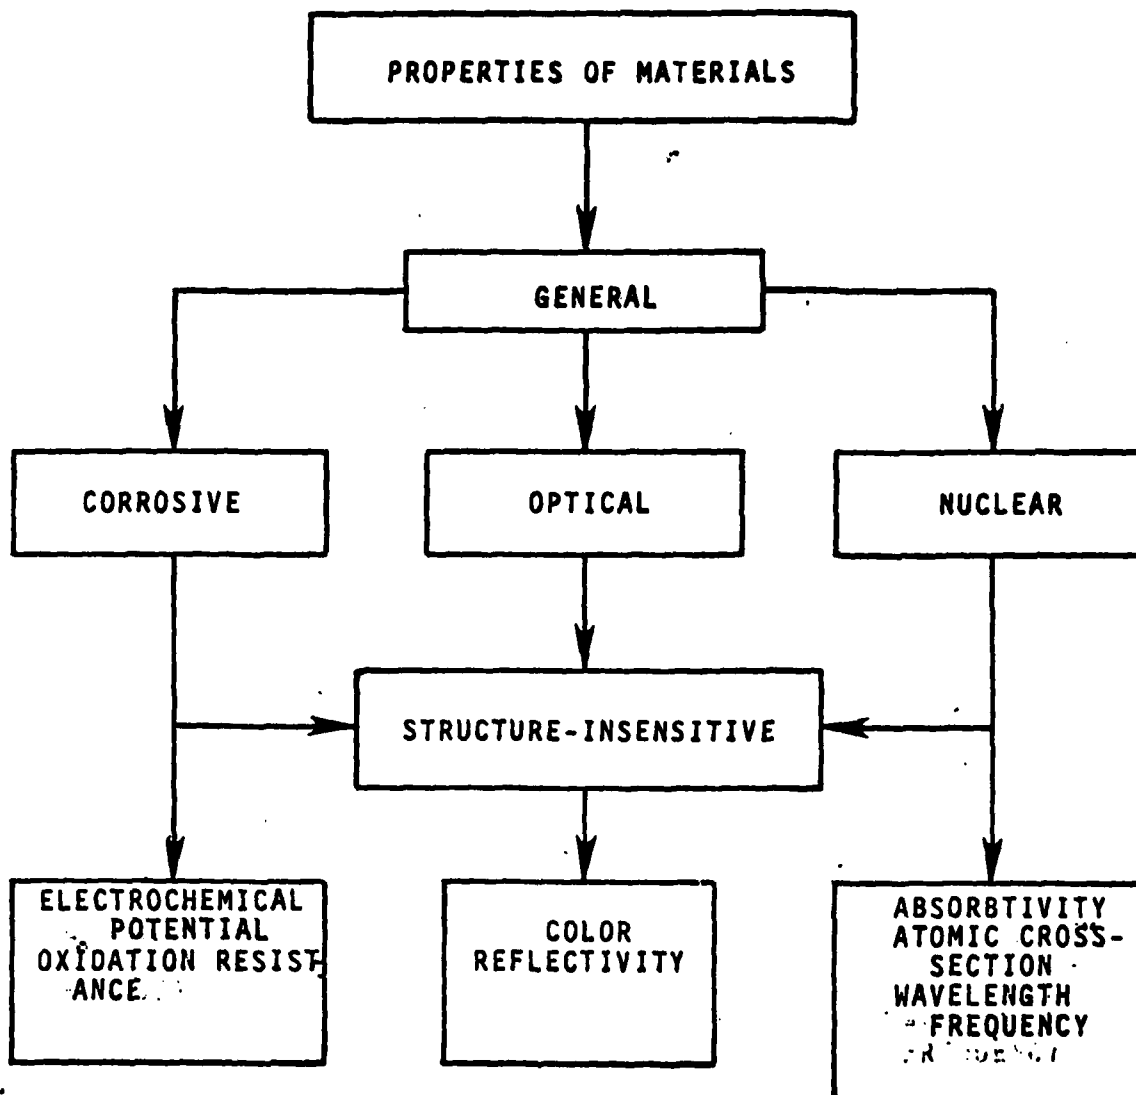 PROPERTIES OF MATERIALS
GENERAL
CORROSIVE
OPTICAL
NUCLEAR
STRUCTURE-INSENSITIVE
ELECTROCHEMICAL
POTENTIAL
OXIDATION RESIST-
ANCE
COLOR
REFLECTIVITY
ABSORBTIVITY
ATOMIC CROSS-
SECTION
WAVELENGTH
FREQUENCY